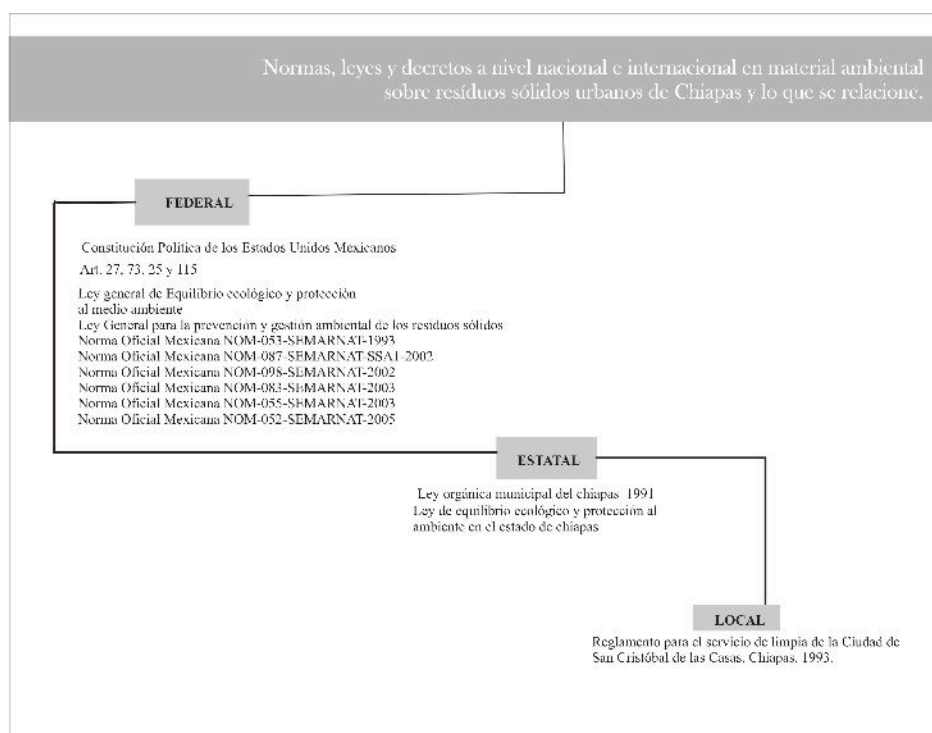 Normas, leyes y decretos a nivel nacional e internacional en material ambiental
sobre resíduos sólidos urbanos de Chiapas y lo que se relacione.
FEDERAL
Constitución Política de los Estados Unidos Mexicanos
Art. 27, 73, 25 y 115
Ley general de Equilibrio ecológico y protección
al medio ambiente
Ley General para la prevención y gestión ambiental de los residuos sólidos
Norma Oficial Mexicana NOM-053-SEMARNAT-1993
Norma Oficial Mexicana NOM-087-SEMARNAT-SSA1-2002
Norma Oficial Mexicana NOM-098-SEMARNAT-2002
Norma Oficial Mexicana NOM-083-SEMARNAT-2003
Norma Oficial Mexicana NOM-055-SEMARNAT-2003
Norma Oficial Mexicana NOM-052-SEMARNAT-2005
ESTATAL
Ley orgánica municipal del chiapas 1991
Ley de equilibrio ecológico y protección al
ambiente en el estado de chiapas
LOCAL
Reglamento para el servicio de limpia de la Ciudad de
San Cristóbal de las Casas, Chiapas. 1993.